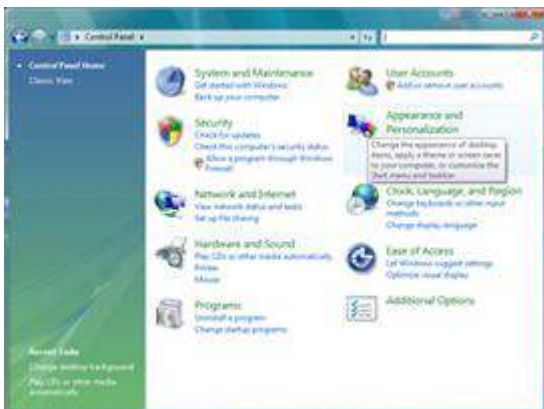 Control Panel
Control Panel Home
Classic View
System and Maintenance
Get started with Windows
Back up your computer
Security
Check for updates
Check this computer's security status
Allow a program through Windows
Firewall
Network and Internet
View network status and tasks
Set up file sharing
Hardware and Sound
Play CDs or other media automatically
Printer
Mouse
Programs
Uninstall a program
Change startup programs
User Accounts
Add or remove user accounts
Appearance and
Personalization
Change the appearance of desktop
items, apply a theme or screen saver
to your computer, or customize the
Start menu and taskbar.
Clock, Language, and Region
Change keyboards or other input
methods
Change display language
Ease of Access
Let Windows suggest settings
Optimize visual display
Additional Options
Recent Tasks
Change desktop background
Play CDs or other media
automatically